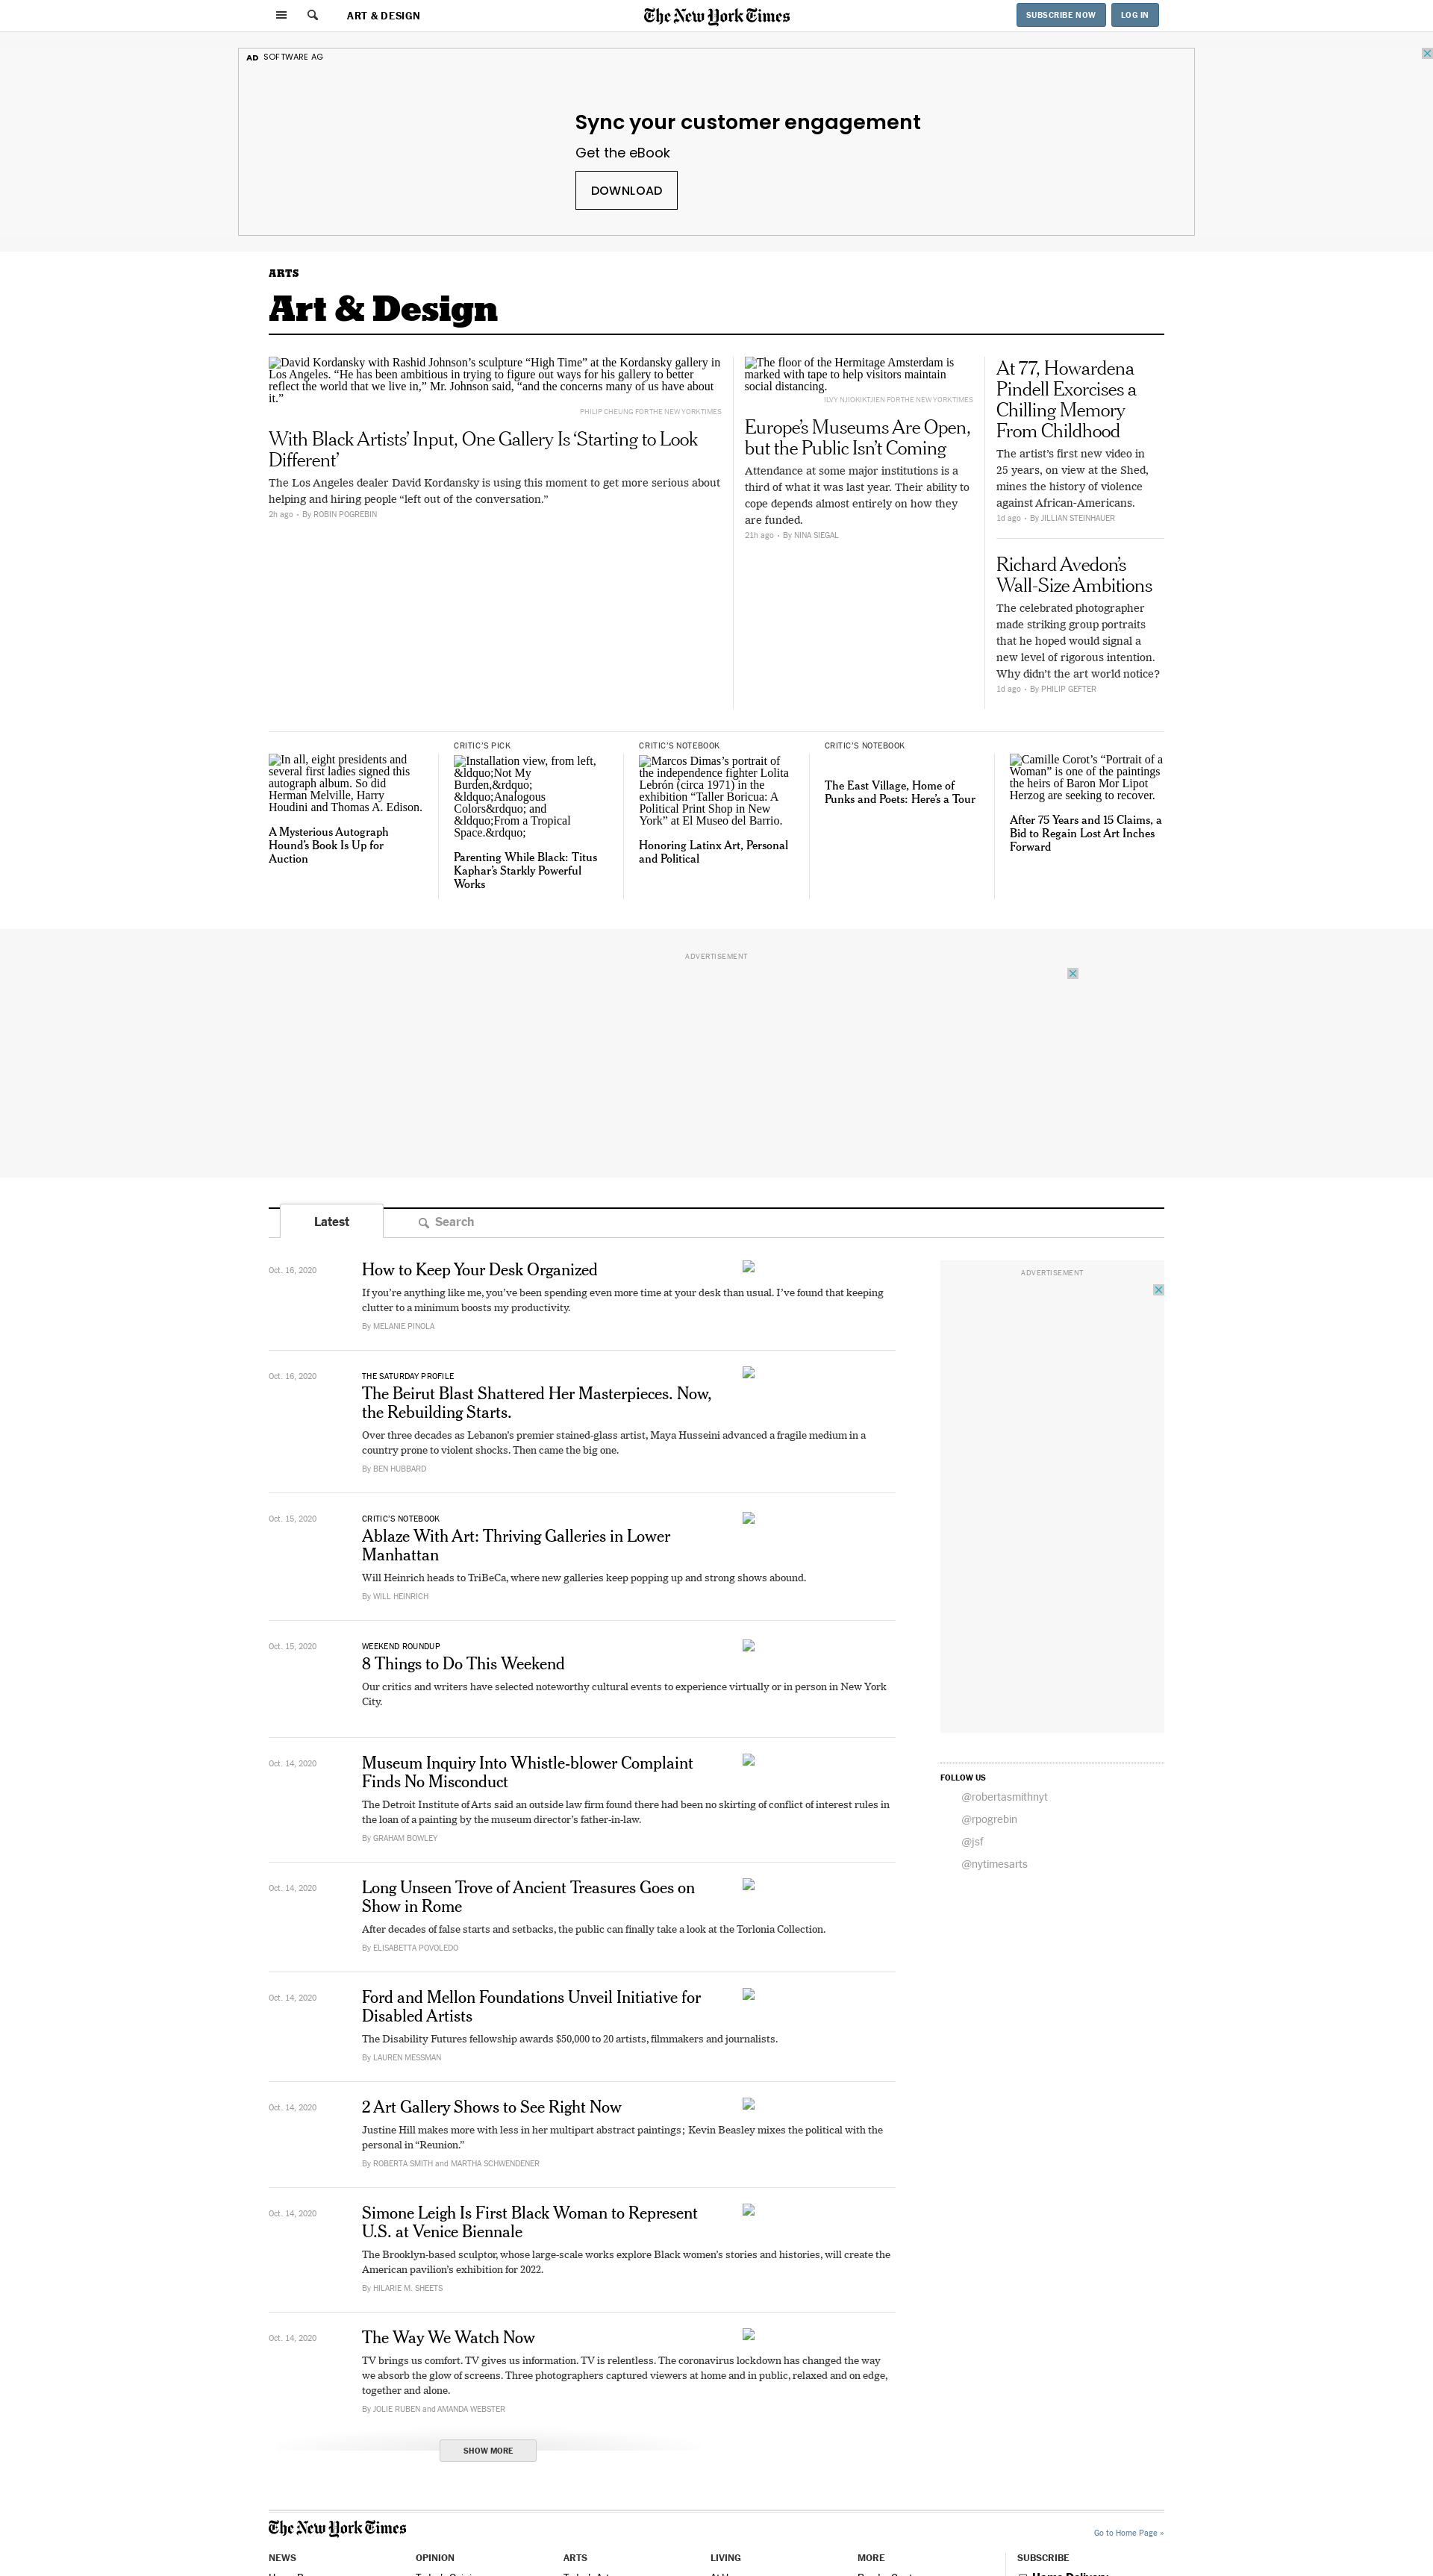 ART & DESIGN
The New York Times
SUBSCRIBE NOW
LOG IN
AD SOFTWARE AG
Sync your customer engagement
Get the eBook
DOWNLOAD
ARTS
Art & Design
David Kordansky with Rashid Johnson’s sculpture “High Time” at the Kordansky gallery in
Los Angeles. “He has been ambitious in trying to figure out ways for his gallery to better
reflect the world that we live in,” Mr. Johnson said, “and the concerns many of us have about
it.”
PHILIP CHEUNG FOR THE NEW YORK TIMES
With Black Artists’ Input, One Gallery Is ‘Starting to Look
Different’
The Los Angeles dealer David Kordansky is using this moment to get more serious about
helping and hiring people “left out of the conversation.”
2h ago • By ROBIN POGREBIN
The floor of the Hermitage Amsterdam is
marked with tape to help visitors maintain
social distancing.
ILVY NJIOKIKTJIEN FOR THE NEW YORK TIMES
Europe’s Museums Are Open,
but the Public Isn’t Coming
Attendance at some major institutions is a
third of what it was last year. Their ability to
cope depends almost entirely on how they
are funded.
21h ago • By NINA SIEGAL
At 77, Howardena
Pindell Exorcises a
Chilling Memory
From Childhood
The artist’s first new video in
25 years, on view at the Shed,
mines the history of violence
against African-Americans.
1d ago • By JILLIAN STEINHAUER
Richard Avedon’s
Wall-Size Ambitions
The celebrated photographer
made striking group portraits
that he hoped would signal a
new level of rigorous intention.
Why didn’t the art world notice?
1d ago • By PHILIP GEFTER
In all, eight presidents and
several first ladies signed this
autograph album. So did
Herman Melville, Harry
Houdini and Thomas A. Edison.
A Mysterious Autograph
Hound’s Book Is Up for
Auction
CRITIC’S PICK
Installation view, from left,
&ldquo;Not My
Burden,&rdquo;
&ldquo;Analogous
Colors&rdquo; and
&ldquo;From a Tropical
Space.&rdquo;
Parenting While Black: Titus
Kaphar’s Starkly Powerful
Works
CRITIC’S NOTEBOOK
Marcos Dimas’s portrait of
the independence fighter Lolita
Lebrón (circa 1971) in the
exhibition “Taller Boricua: A
Political Print Shop in New
York” at El Museo del Barrio.
Honoring Latinx Art, Personal
and Political
CRITIC’S NOTEBOOK
The East Village, Home of
Punks and Poets: Here’s a Tour
Camille Corot’s “Portrait of a
Woman” is one of the paintings
the heirs of Baron Mor Lipot
Herzog are seeking to recover.
After 75 Years and 15 Claims, a
Bid to Regain Lost Art Inches
Forward
ADVERTISEMENT
Latest
Search
Oct. 16, 2020
How to Keep Your Desk Organized
If you’re anything like me, you’ve been spending even more time at your desk than usual. I’ve found that keeping
clutter to a minimum boosts my productivity.
By MELANIE PINOLA
Oct. 16, 2020
THE SATURDAY PROFILE
The Beirut Blast Shattered Her Masterpieces. Now,
the Rebuilding Starts.
Over three decades as Lebanon’s premier stained-glass artist, Maya Husseini advanced a fragile medium in a
country prone to violent shocks. Then came the big one.
By BEN HUBBARD
Oct. 15, 2020
CRITIC’S NOTEBOOK
Ablaze With Art: Thriving Galleries in Lower
Manhattan
Will Heinrich heads to TriBeCa, where new galleries keep popping up and strong shows abound.
By WILL HEINRICH
Oct. 15, 2020
WEEKEND ROUNDUP
8 Things to Do This Weekend
Our critics and writers have selected noteworthy cultural events to experience virtually or in person in New York
City.
Oct. 14, 2020
Museum Inquiry Into Whistle-blower Complaint
Finds No Misconduct
The Detroit Institute of Arts said an outside law firm found there had been no skirting of conflict of interest rules in
the loan of a painting by the museum director’s father-in-law.
By GRAHAM BOWLEY
Oct. 14, 2020
Long Unseen Trove of Ancient Treasures Goes on
Show in Rome
After decades of false starts and setbacks, the public can finally take a look at the Torlonia Collection.
By ELISABETTA POVOLEDO
Oct. 14, 2020
Ford and Mellon Foundations Unveil Initiative for
Disabled Artists
The Disability Futures fellowship awards $50,000 to 20 artists, filmmakers and journalists.
By LAUREN MESSMAN
Oct. 14, 2020
2 Art Gallery Shows to See Right Now
Justine Hill makes more with less in her multipart abstract paintings; Kevin Beasley mixes the political with the
personal in “Reunion.”
By ROBERTA SMITH and MARTHA SCHWENDENER
Oct. 14, 2020
Simone Leigh Is First Black Woman to Represent
U.S. at Venice Biennale
The Brooklyn-based sculptor, whose large-scale works explore Black women’s stories and histories, will create the
American pavilion’s exhibition for 2022.
By HILARIE M. SHEETS
Oct. 14, 2020
The Way We Watch Now
TV brings us comfort. TV gives us information. TV is relentless. The coronavirus lockdown has changed the way
we absorb the glow of screens. Three photographers captured viewers at home and in public, relaxed and on edge,
together and alone.
By JOLIE RUBEN and AMANDA WEBSTER
SHOW MORE
ADVERTISEMENT
FOLLOW US
@robertasmithnyt
@rpogrebin
@jsf
@nytimesarts
The New York Times
Go to Home Page »
NEWS
OPINION
ARTS
LIVING
MORE
SUBSCRIBE